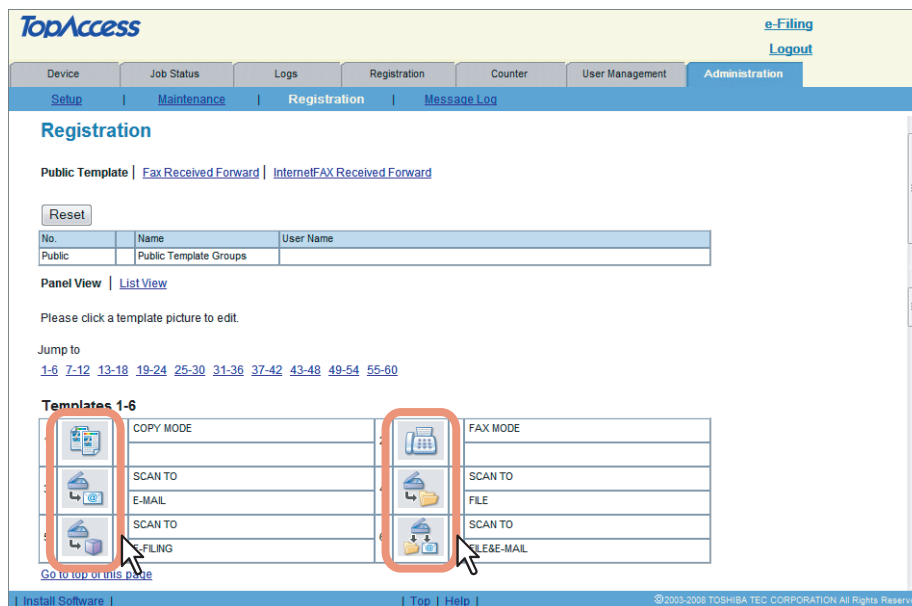 TopAccess
e-Filing
Logout
Device Job Status Logs Registration Counter User Management Administration
Setup | Maintenance | Registration | Message Log
Registration
Public Template | Fax Received Forward | InternetFAX Received Forward
Reset
No. Name User Name
Public Public Template Groups
Panel View | List View
Please click a template picture to edit.
Jump to
1-6 7-12 13-18 19-24 25-30 31-36 37-42 43-48 49-54 55-60
Templates 1-6
COPY MODE 2 FAX MODE
3 SCAN TO SCAN TO
E-MAIL FILE
5 SCAN TO 6 SCAN TO
E-FILING FILE&E-MAIL
Go to top of this page
| Install Software | | Top | Help | ©2003-2008 TOSHIBA TEC CORPORATION All Rights Reserv